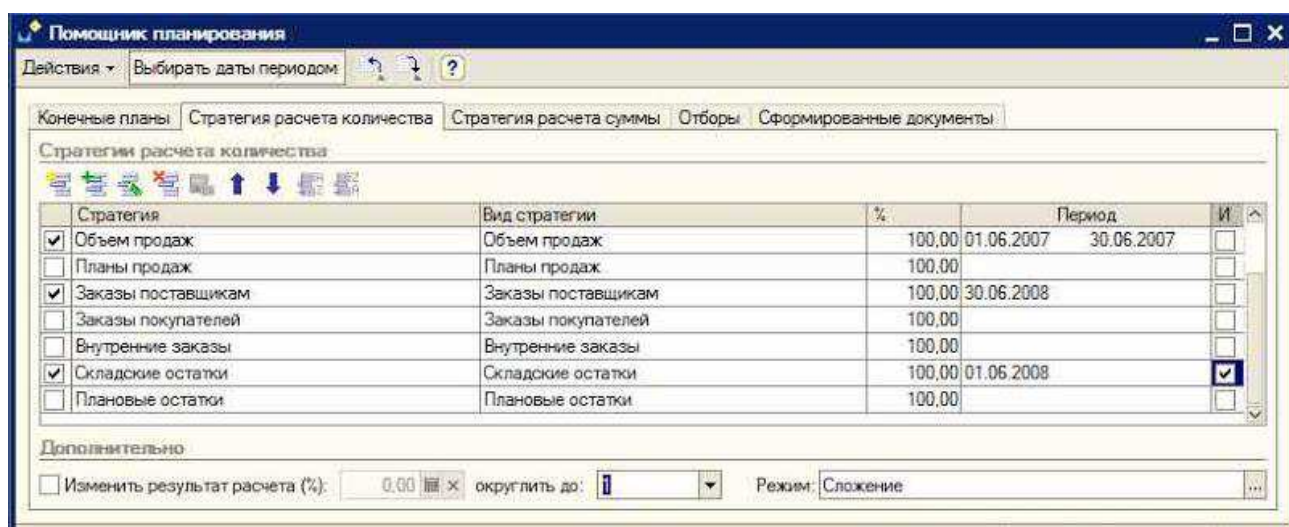 Помощник планирования
Действия Выбирать даты периодом ?
Конечные планы Стратегия расчета количества Стратегия расчета суммы Отборы Сформированные документы
Стратегии расчета количества
Стратегия Вид стратегии % Период И
Объем продаж Объем продаж 100,00 01.06.2007 30.06.2007
Планы продаж Планы продаж 100,00
Заказы поставщикам Заказы поставщикам 100,00 30.06.2008
Заказы покупателей Заказы покупателей 100,00
Внутренние заказы Внутренние заказы 100,00
Складские остатки Складские остатки 100,00 01.06.2008
Плановые остатки Плановые остатки 100,00
Дополнительно
Изменить результат расчета (%): 0,00 округлить до: 1 Режим: Сложение ...